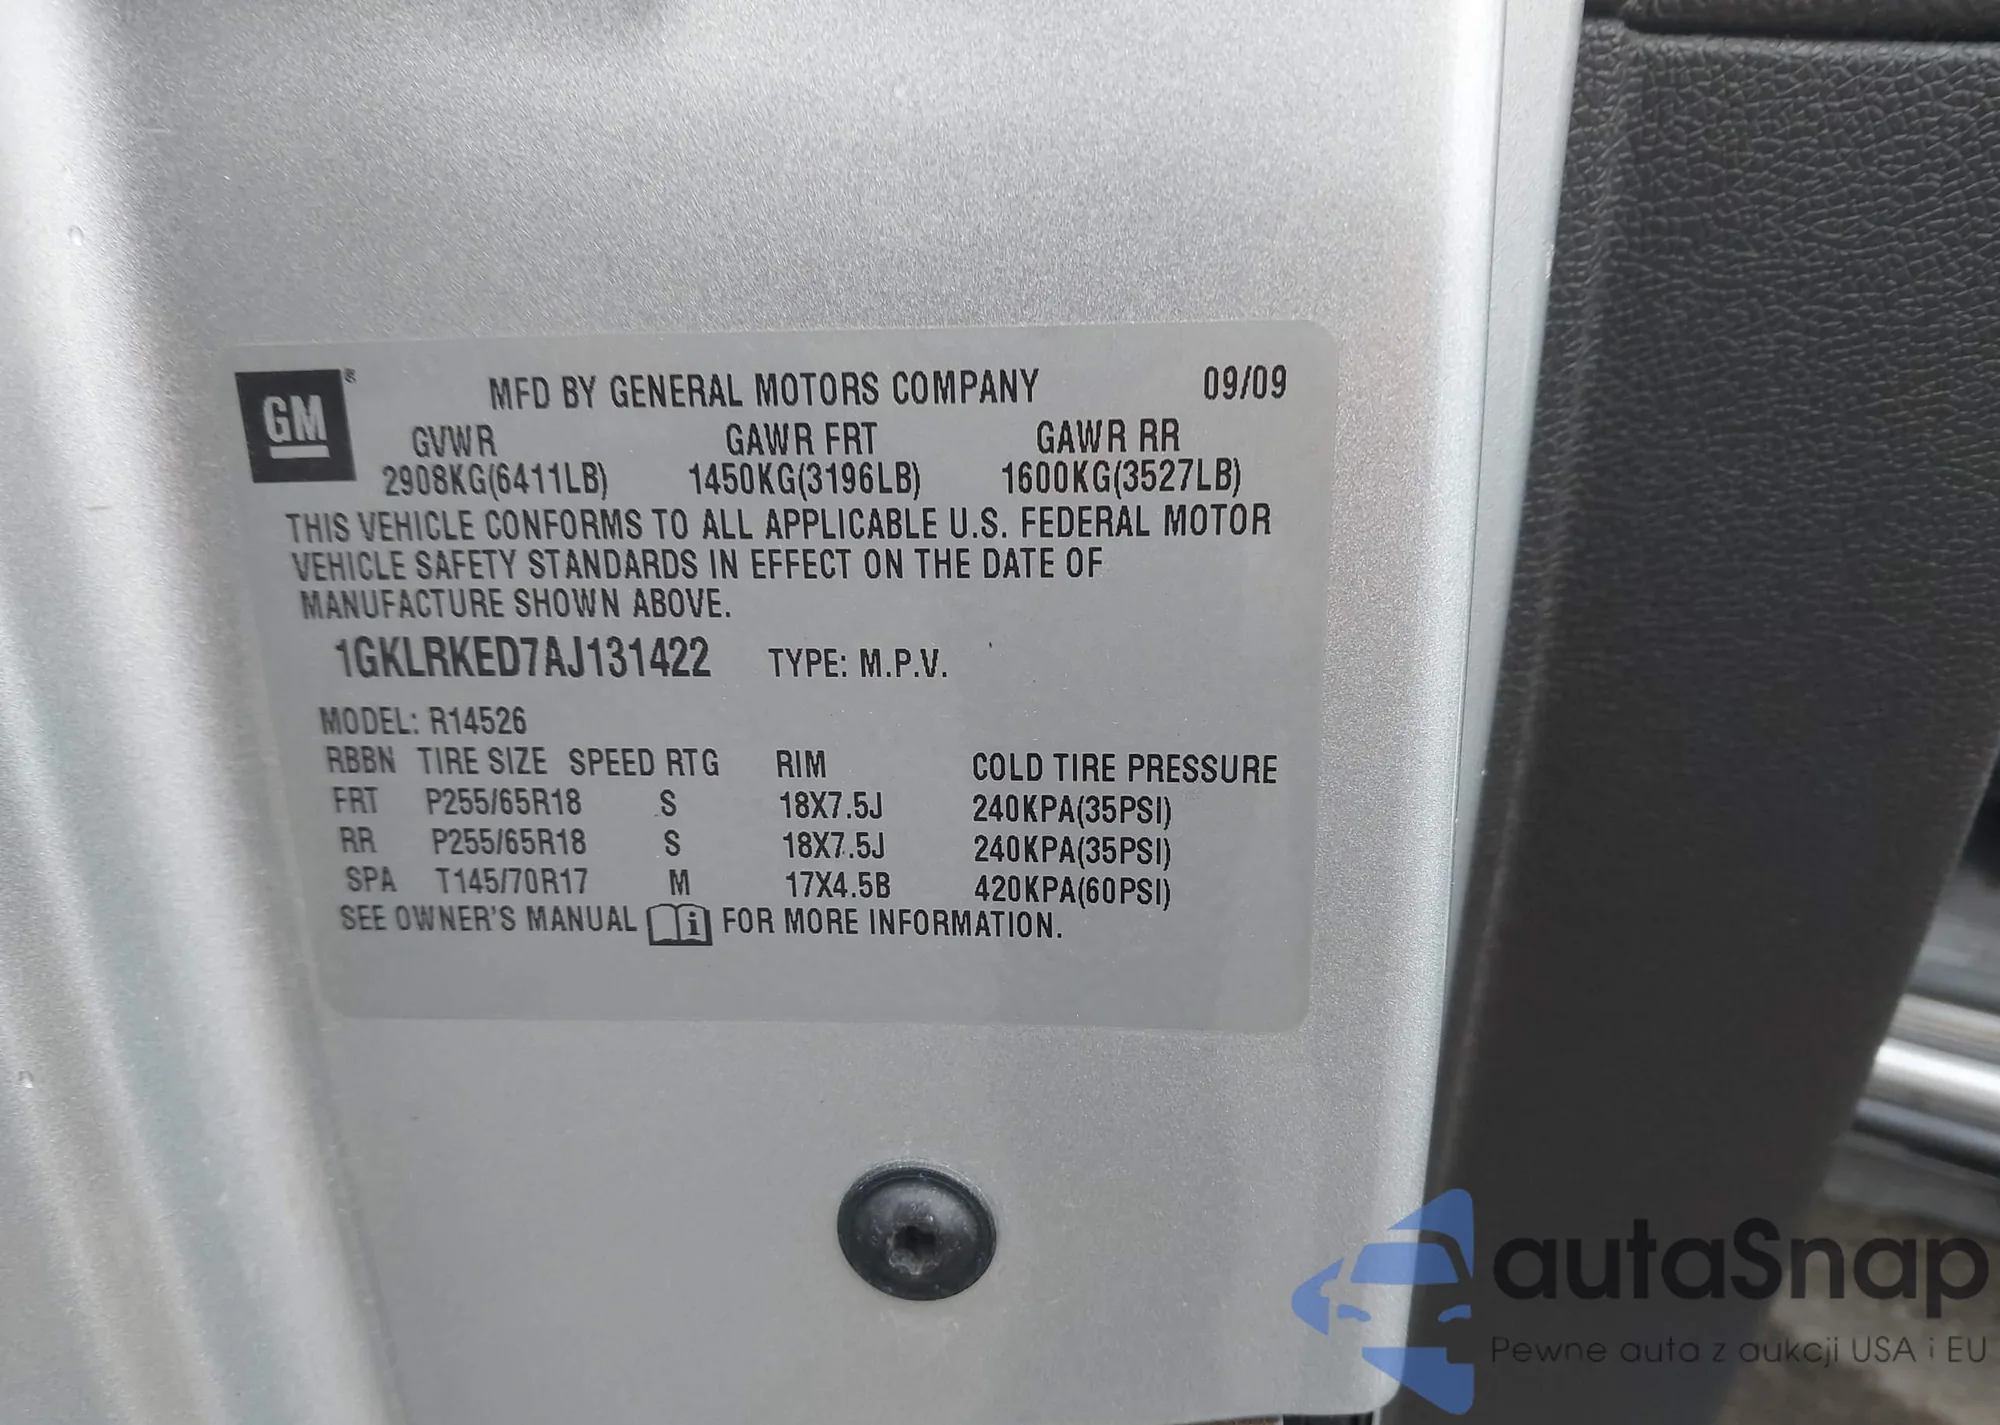 GM® MFD BY GENERAL MOTORS COMPANY 09/09
GVWR GAWR FRT GAWR RR
2908KG(6411LB) 1450KG(3196LB) 1600KG(3527LB)
THIS VEHICLE CONFORMS TO ALL APPLICABLE U.S. FEDERAL MOTOR
VEHICLE SAFETY STANDARDS IN EFFECT ON THE DATE OF
MANUFACTURE SHOWN ABOVE.
1GKLRKED7AJ131422 TYPE: M.P.V.
MODEL: R14526
RBBN TIRE SIZE SPEED RTG RIM COLD TIRE PRESSURE
FRT P255/65R18 S 18X7.5J 240KPA(35PSI)
RR P255/65R18 S 18X7.5J 240KPA(35PSI)
SPA T145/70R17 M 17X4.5B 420KPA(60PSI)
SEE OWNER'S MANUAL i FOR MORE INFORMATION.
autaSnap
Pewne auta z aukcji USA i EU